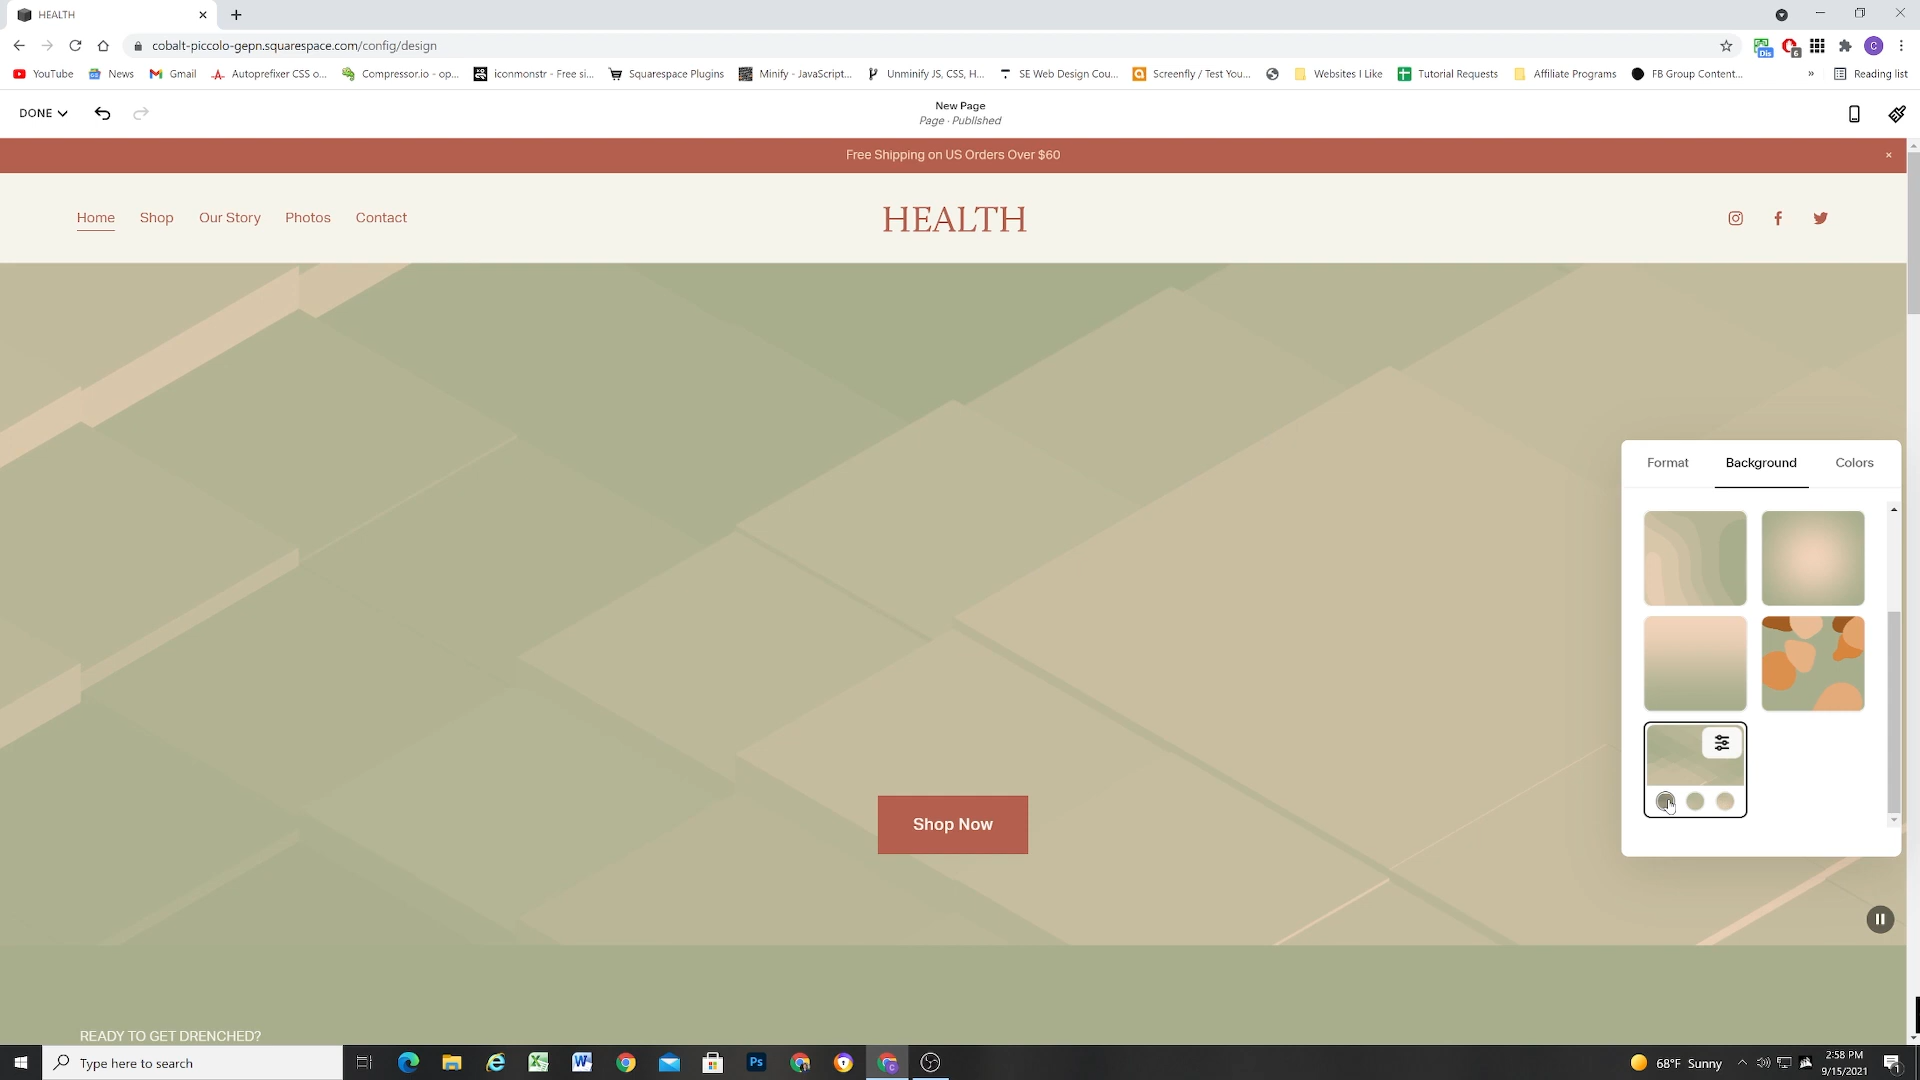 HEALTH
cobalt-piccolo-gepn.squarespace.com/config/design
YouTube News Gmail Autoprefixer CSS o... Compressor.io - op... iconmonstr - Free si... Squarespace Plugins Minify - JavaScript... Unminify JS, CSS, H... SE Web Design Cou... Screenfly / Test You... Websites I Like Tutorial Requests Affiliate Programs FB Group Content... » Reading list
DONE
New Page
Page · Published
Free Shipping on US Orders Over $60
Home Shop Our Story Photos Contact
HEALTH
Format Background Colors
Shop Now
READY TO GET DRENCHED?
Type here to search
68°F Sunny
2:58 PM
9/15/2021